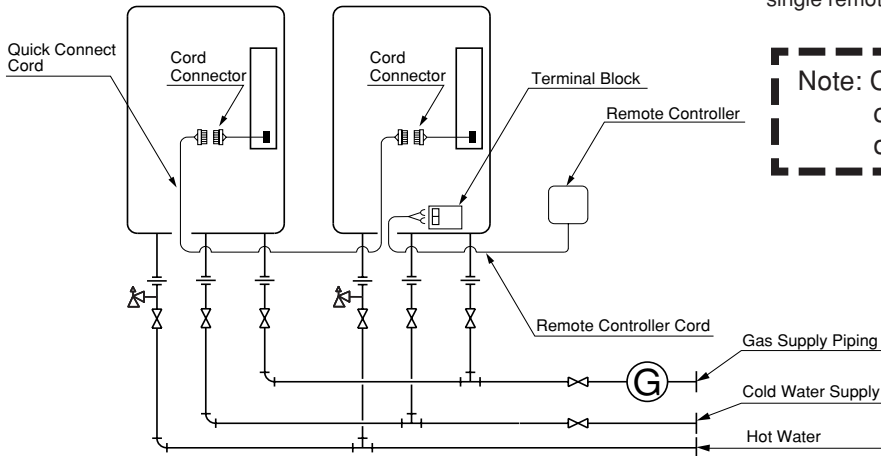 single remot
Quick Connect
Cord
Cord
Connector
Cord
Connector
Terminal Block
Remote Controller
Note:
Remote Controller Cord
G
Gas Supply Piping
Cold Water Supply
Hot Water